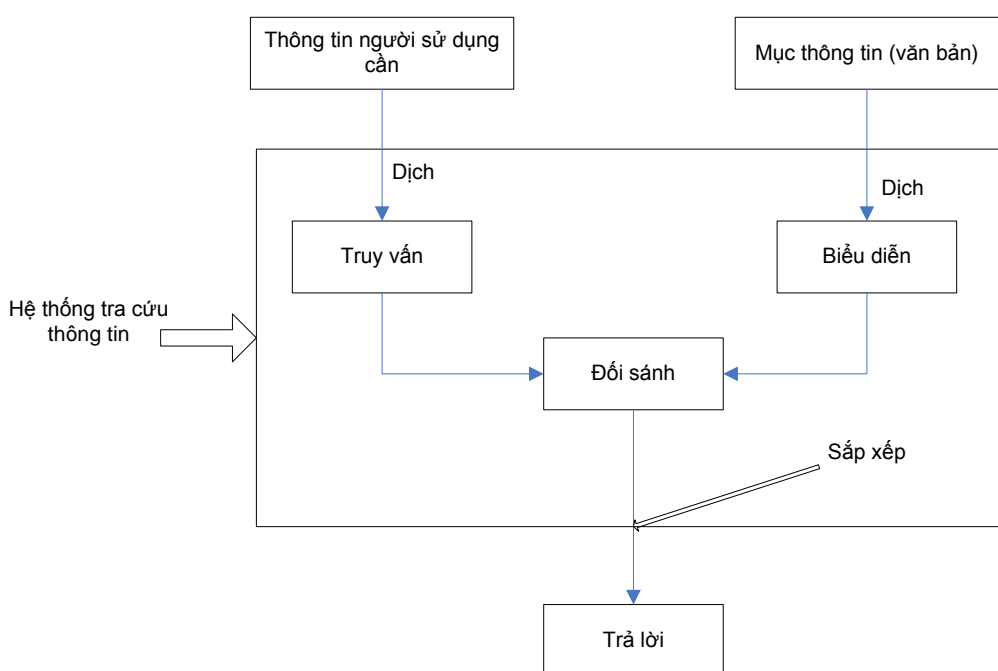 Thông tin người sử dụng
cần
Mục thông tin (văn bản)
Dịch
Dịch
Truy vấn
Biểu diễn
Hệ thống tra cứu
thông tin
Đối sánh
Sắp xếp
Trả lời